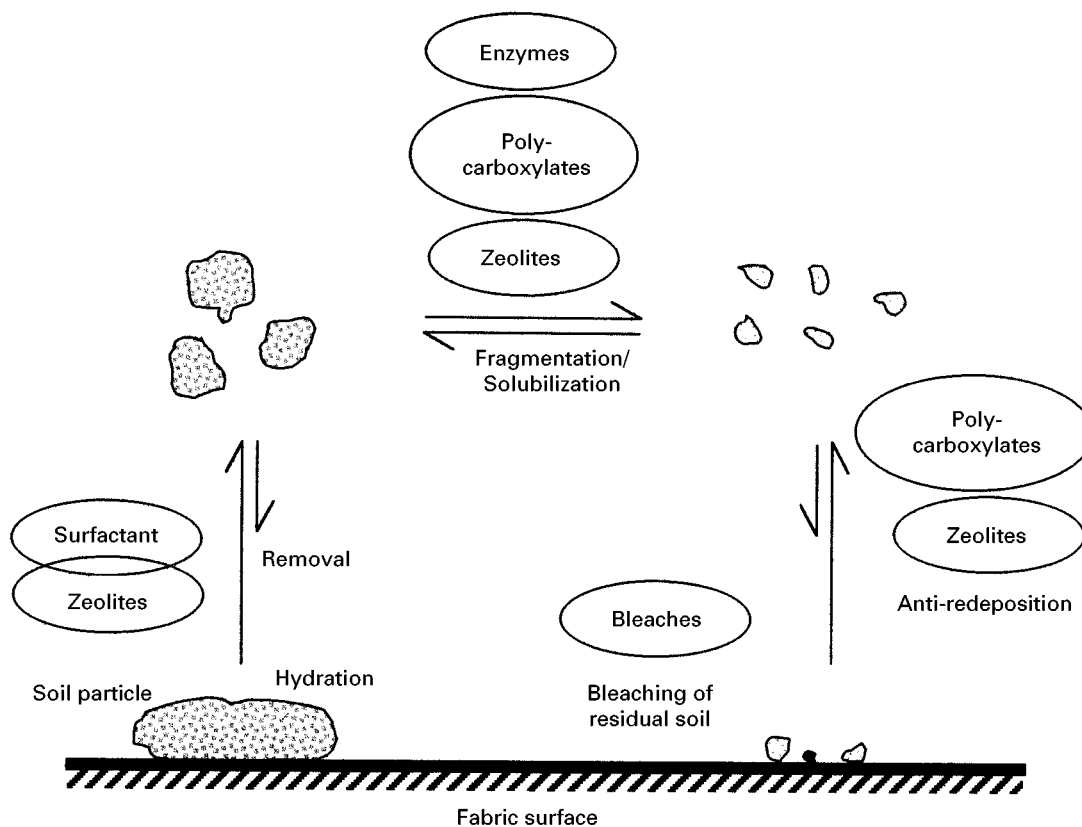 Enzymes
Poly-
carboxylates
Zeolites
Fragmentation/
Solubilization
Poly-
carboxylates
Zeolites
Anti-redeposition
Surfactant
Zeolites
Removal
Bleaches
Soil particle
Hydration
Bleaching of
residual soil
Fabric surface